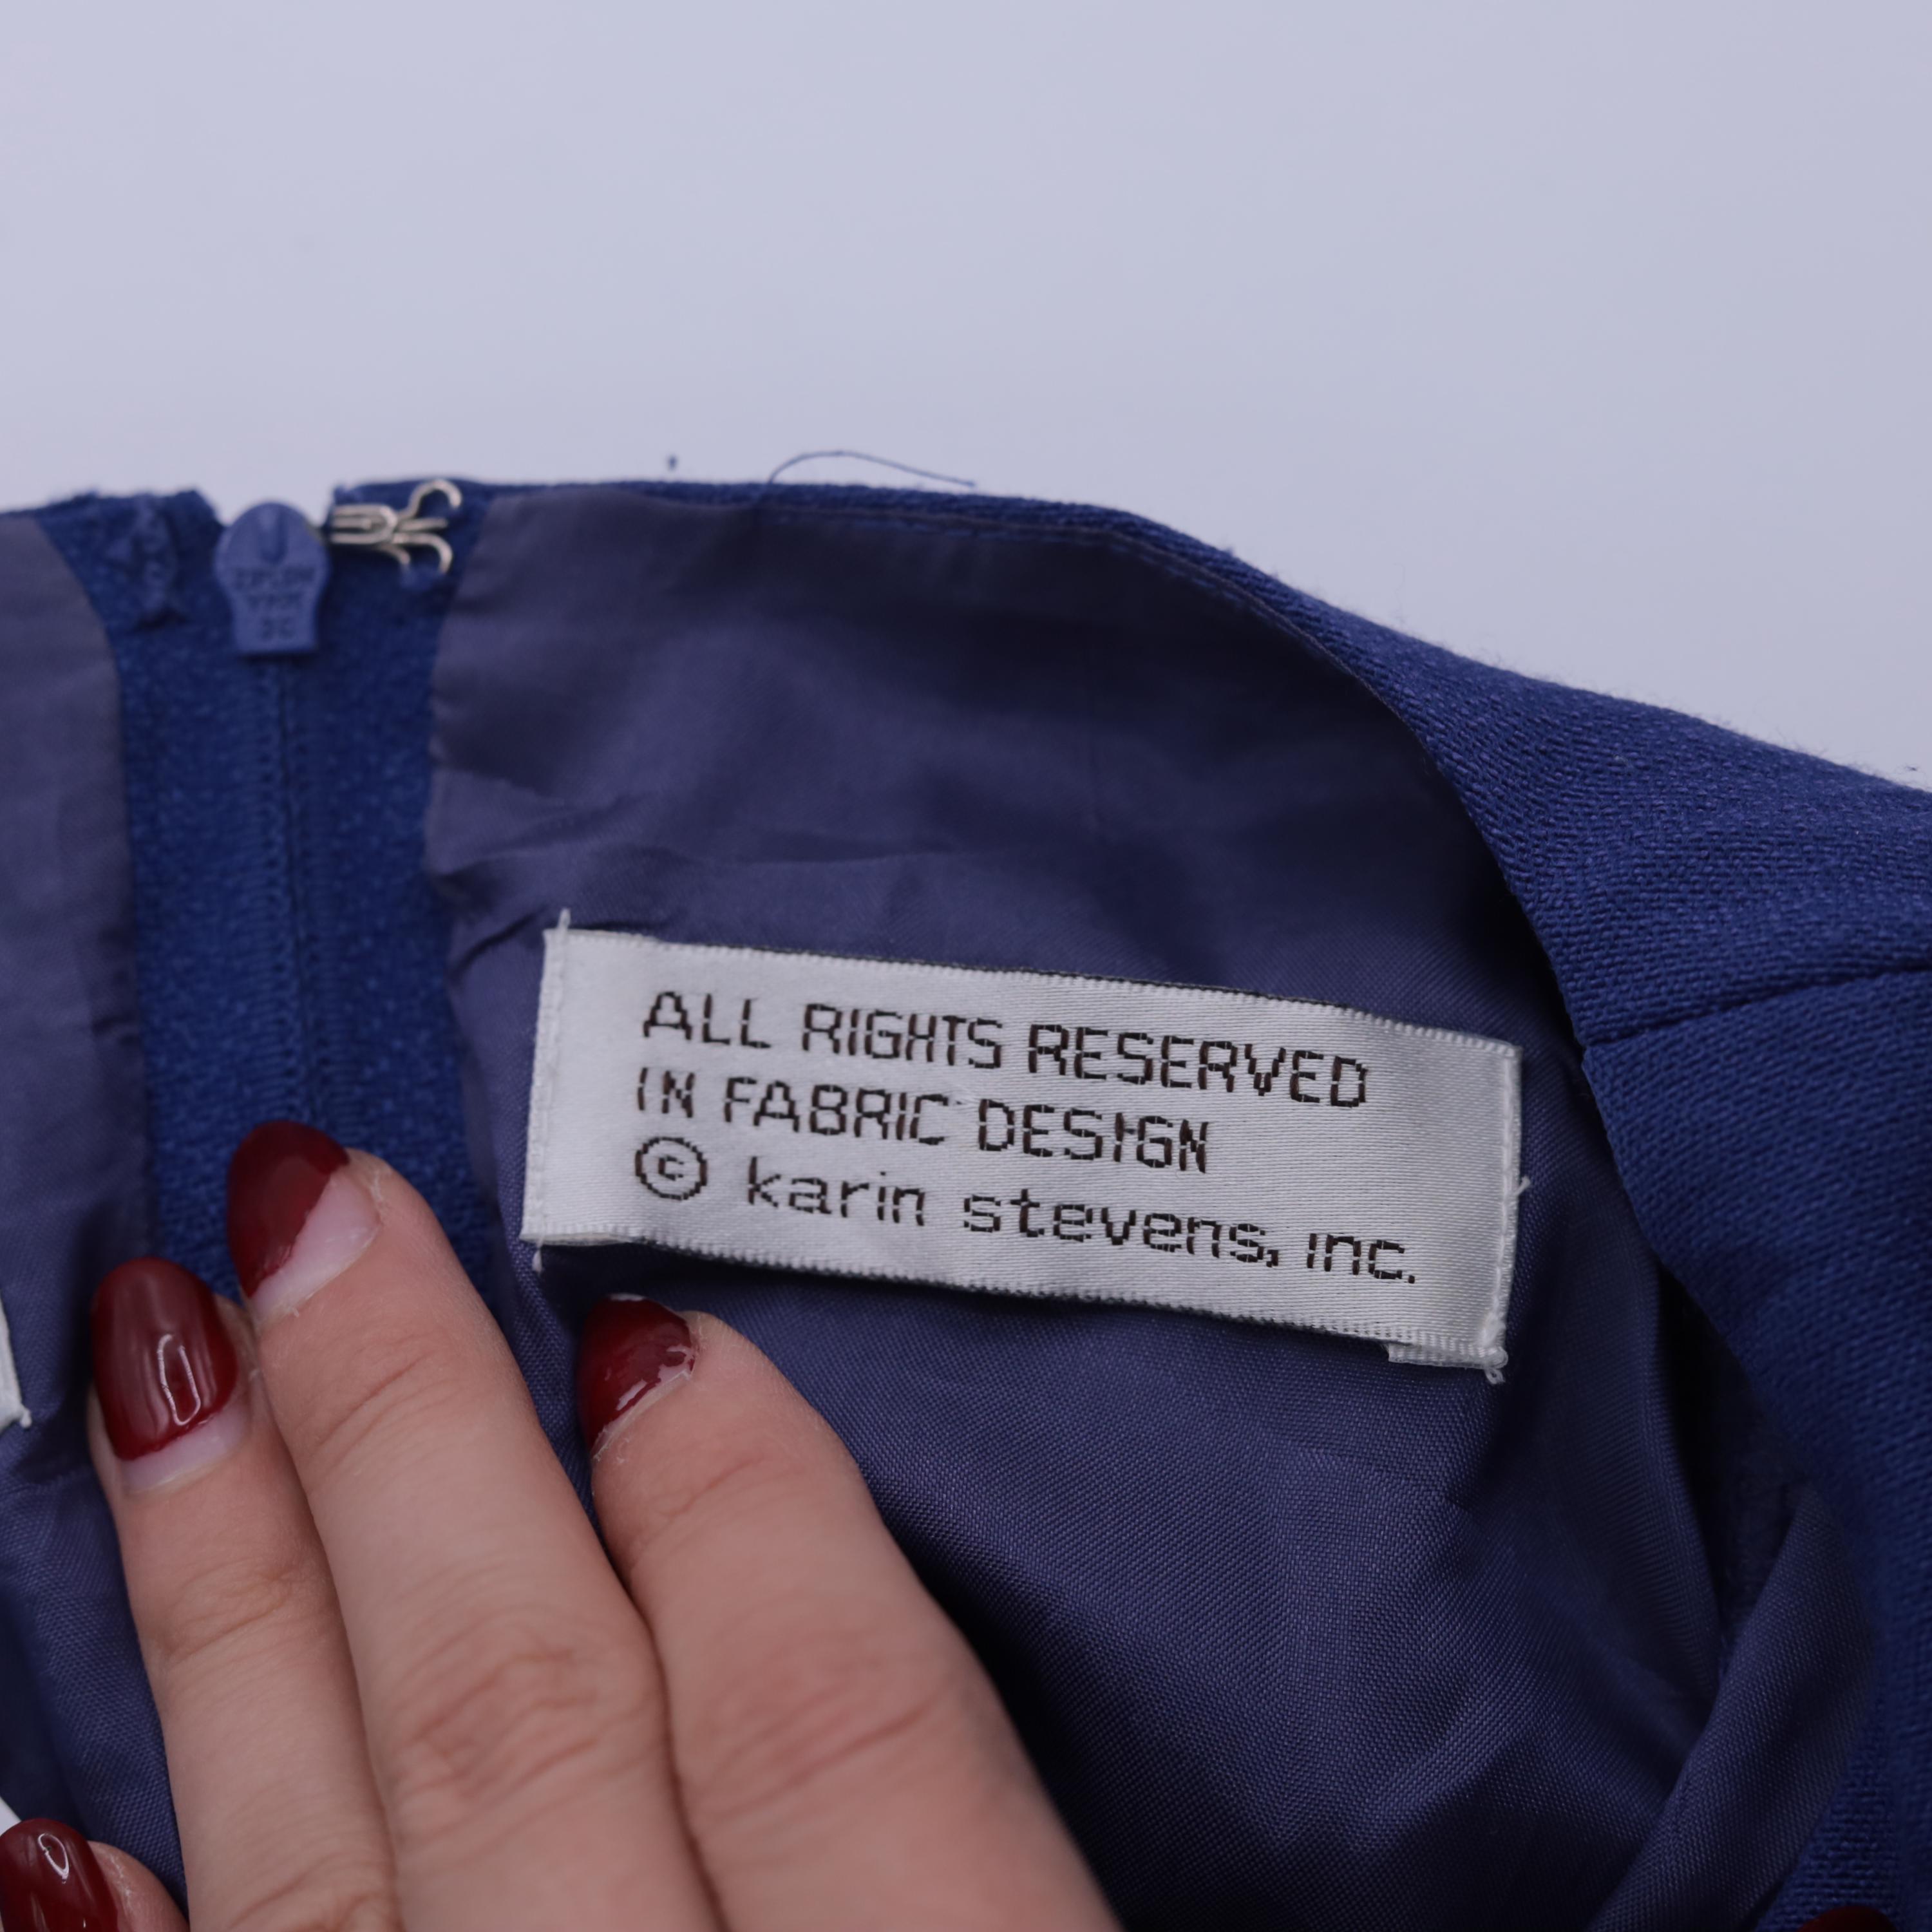 ALL RIGHTS RESERVED
IN FABRIC DESIGN
© karin stevens, inc.